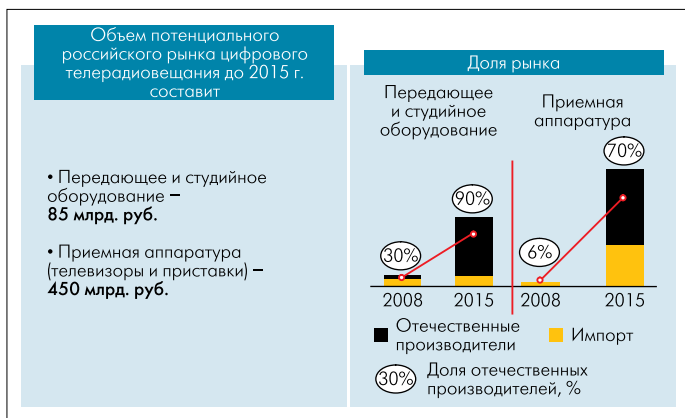 Объем потенциального
российского рынка цифрового
телерадиовещания до 2015 г.
составит
• Передающее и студийное
оборудование –
85 млрд. руб.
• Приемная аппаратура
(телевизоры и приставки) –
450 млрд. руб.
Доля рынка
Передающее
и студийное
оборудование
Приемная
аппаратура
30%
90%
6%
70%
2008
2015
2008
2015
Отечественные
производители
Импорт
30%
Доля отечественных
производителей, %